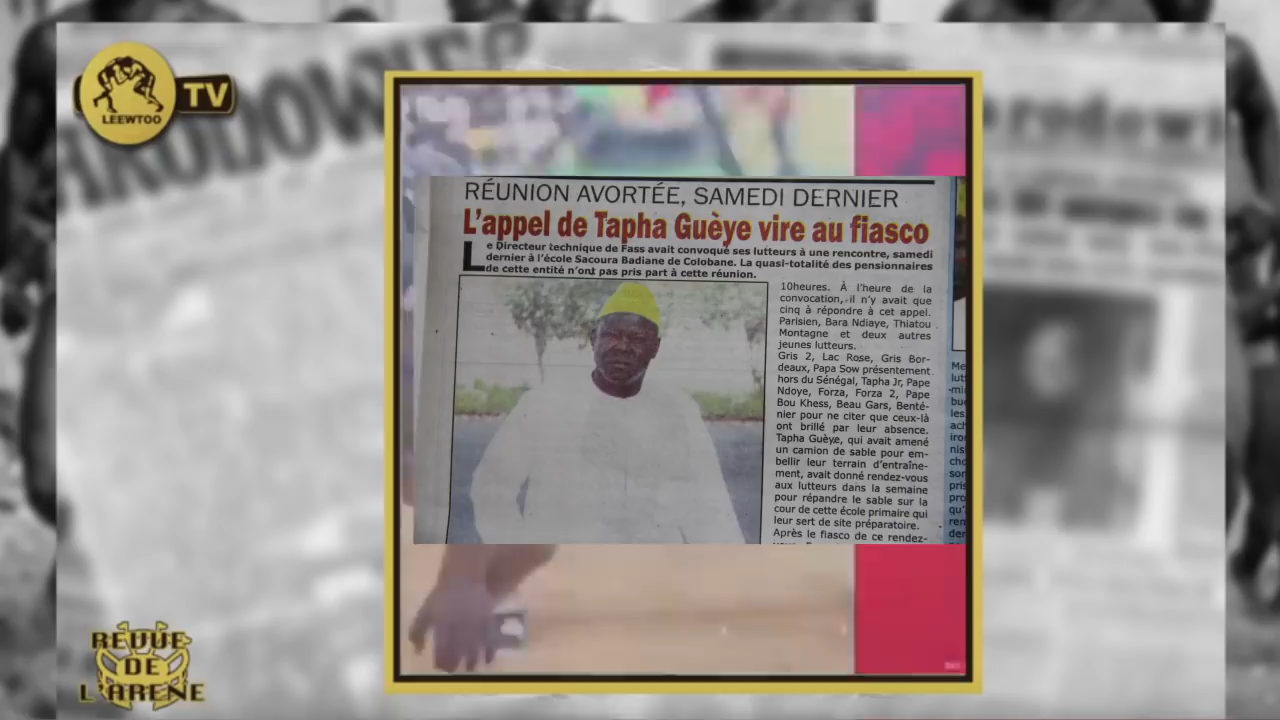 LEEWTOO
TV
RÉUNION AVORTÉE, SAMEDI DERNIER
L'appel de Tapha Guèye vire au fiasco
Le Directeur technique de Fass avait convoqué ses lutteurs à une rencontre, samedi
dernier à l'école Sacoura Badiane de Colobane. La quasi-totalité des pensionnaires
de cette entité n'ont pas pris part à cette réunion.
10heures. À l'heure de la
convocation, il n'y avait que
cinq à répondre à cet appel.
Parisien, Bara Ndiaye, Thiatou
Montagne et deux autres
jeunes lutteurs.
Gris 2, Lac Rose, Gris Bor-
deaux, Papa Sow présentement
hors du Sénégal, Tapha Jr, Pape
Ndoye, Forza, Forza 2, Pape
Bou Khess, Beau Gars, Benté-
nier pour ne citer que ceux-là
ont brillé par leur absence.
Tapha Guèye, qui avait amené
un camion de sable pour em-
bellir leur terrain d'entraîne-
ment, avait donné rendez-vous
aux lutteurs dans la semaine
pour répandre le sable sur la
cour de cette école primaire qui
leur sert de site préparatoire.
Après le fiasco de ce rendez-
REVUE
DE
L'ARENE